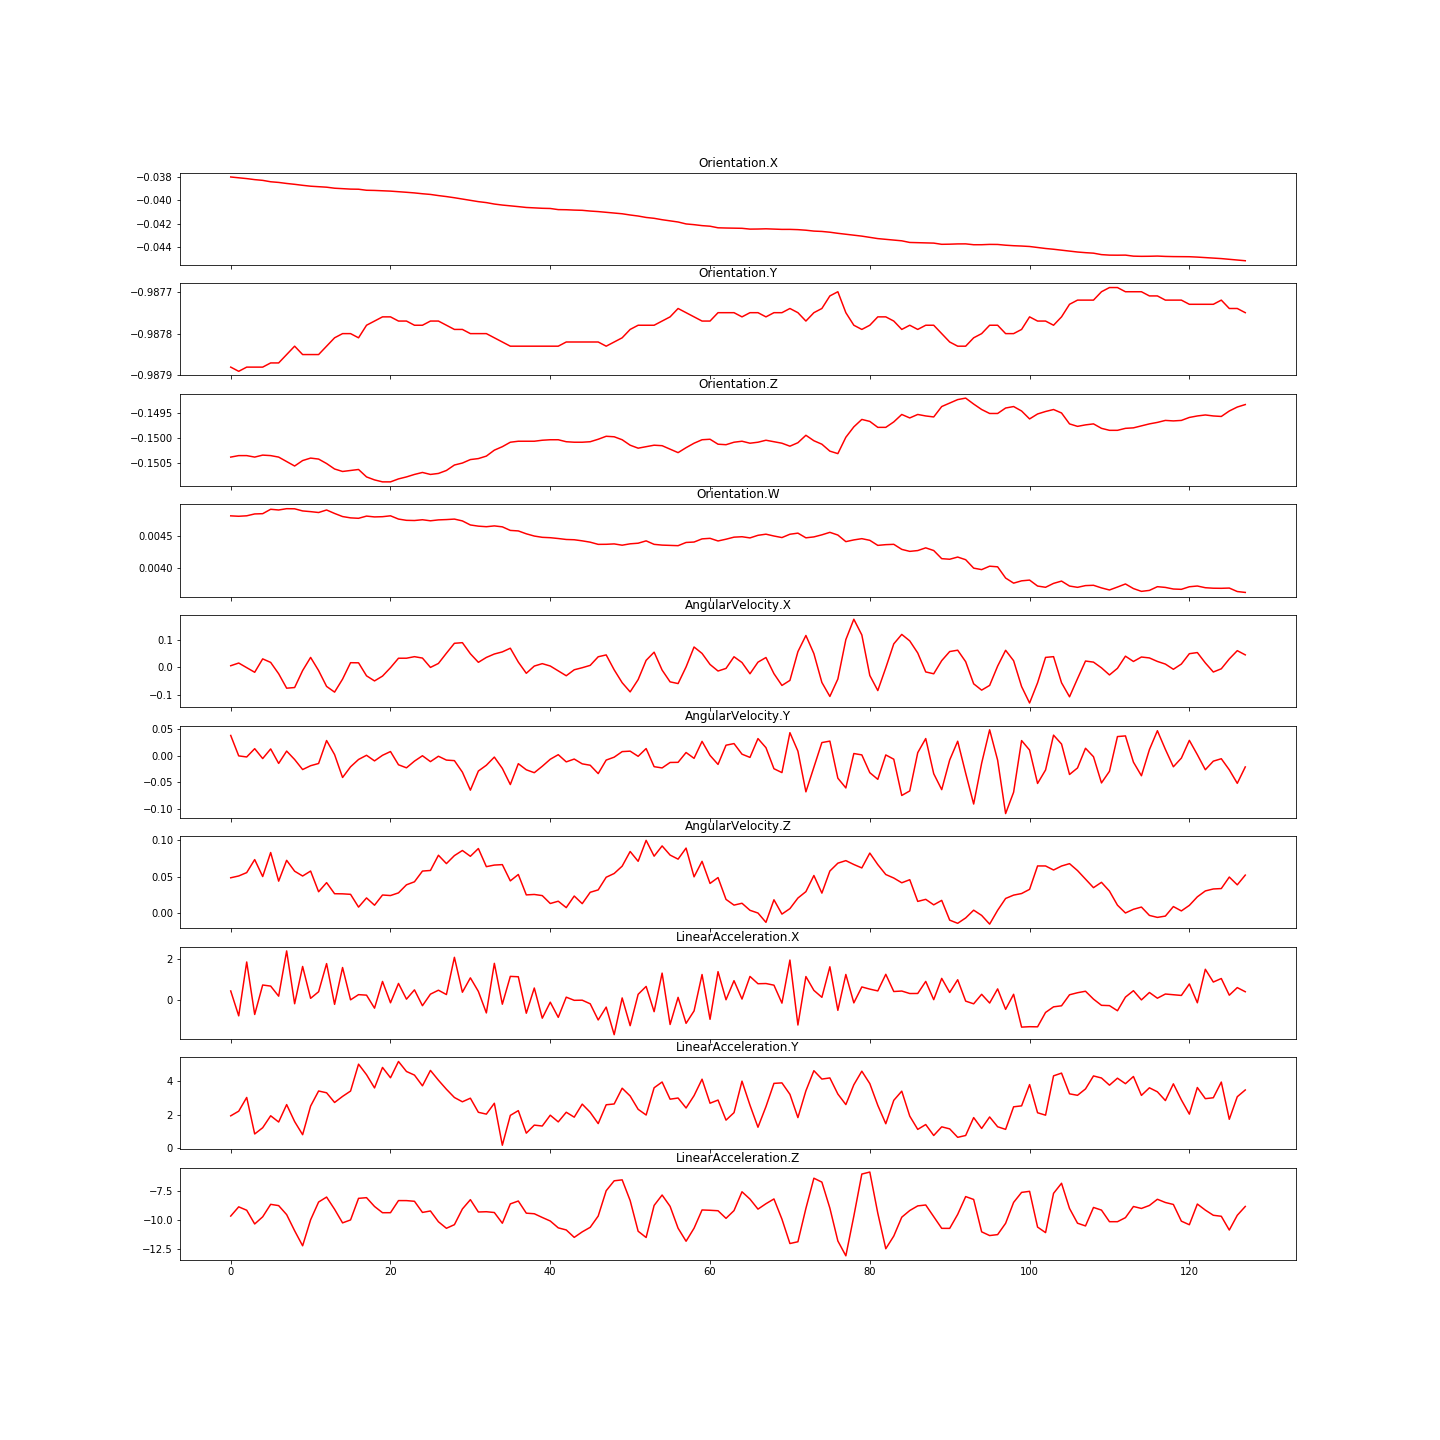 Orientation.X
−0.038
−0.040
−0.042
−0.044
Orientation.Y
−0.9877
−0.9878
−0.9879
Orientation.Z
−0.1495
−0.1500
−0.1505
Orientation.W
0.0045
0.0040
AngularVelocity.X
0.1
0.0
−0.1
AngularVelocity.Y
0.05
0.00
−0.05
−0.10
AngularVelocity.Z
0.10
0.05
0.00
LinearAcceleration.X
2
0
LinearAcceleration.Y
4
2
0
LinearAcceleration.Z
−7.5
−10.0
−12.5
0 20 40 60 80 100 120